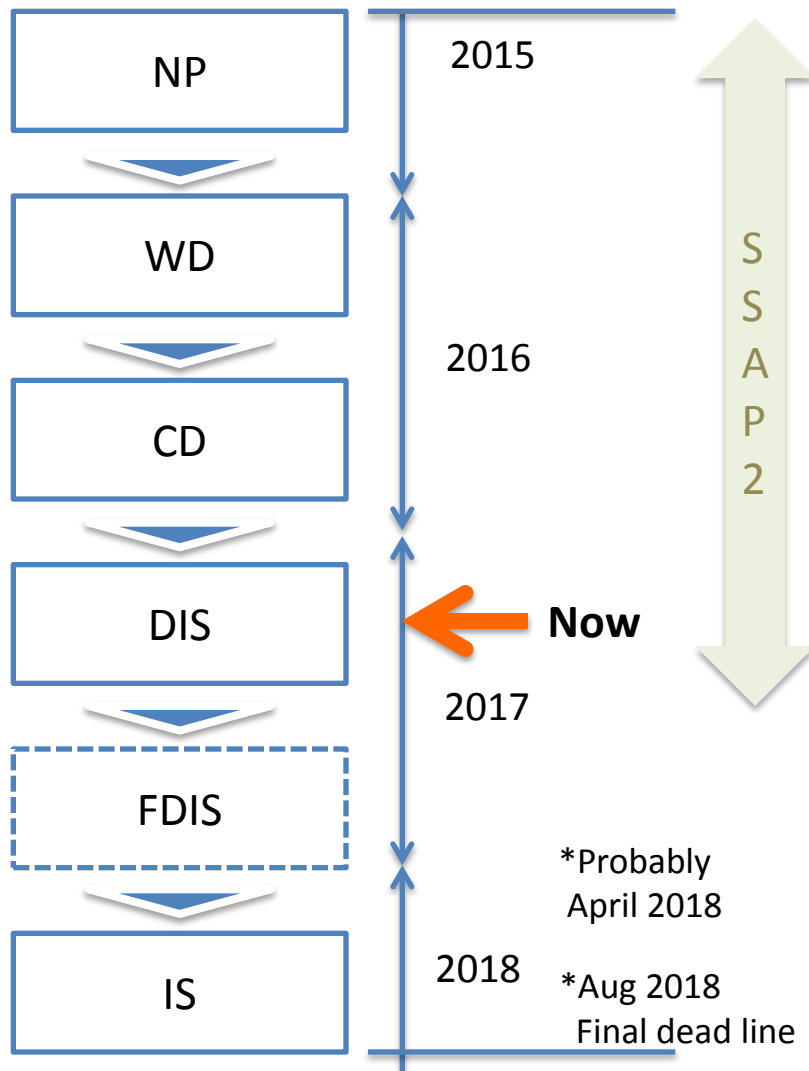 NP
2015
WD
2016
CD
S
S
A
P
2
DIS
Now
2017
FDIS
*Probably
April 2018
IS
2018
*Aug 2018
Final dead line